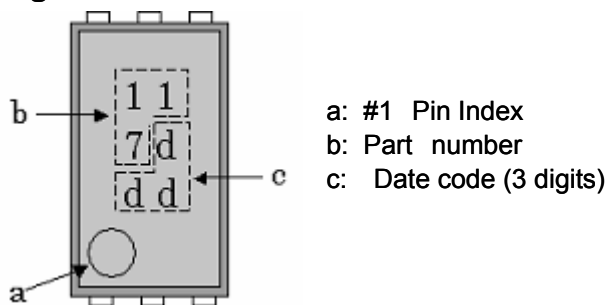 1 1
b
7 d
a: #1 Pin Index
b: Part number
c: Date code (3 digits)
c
d d
a